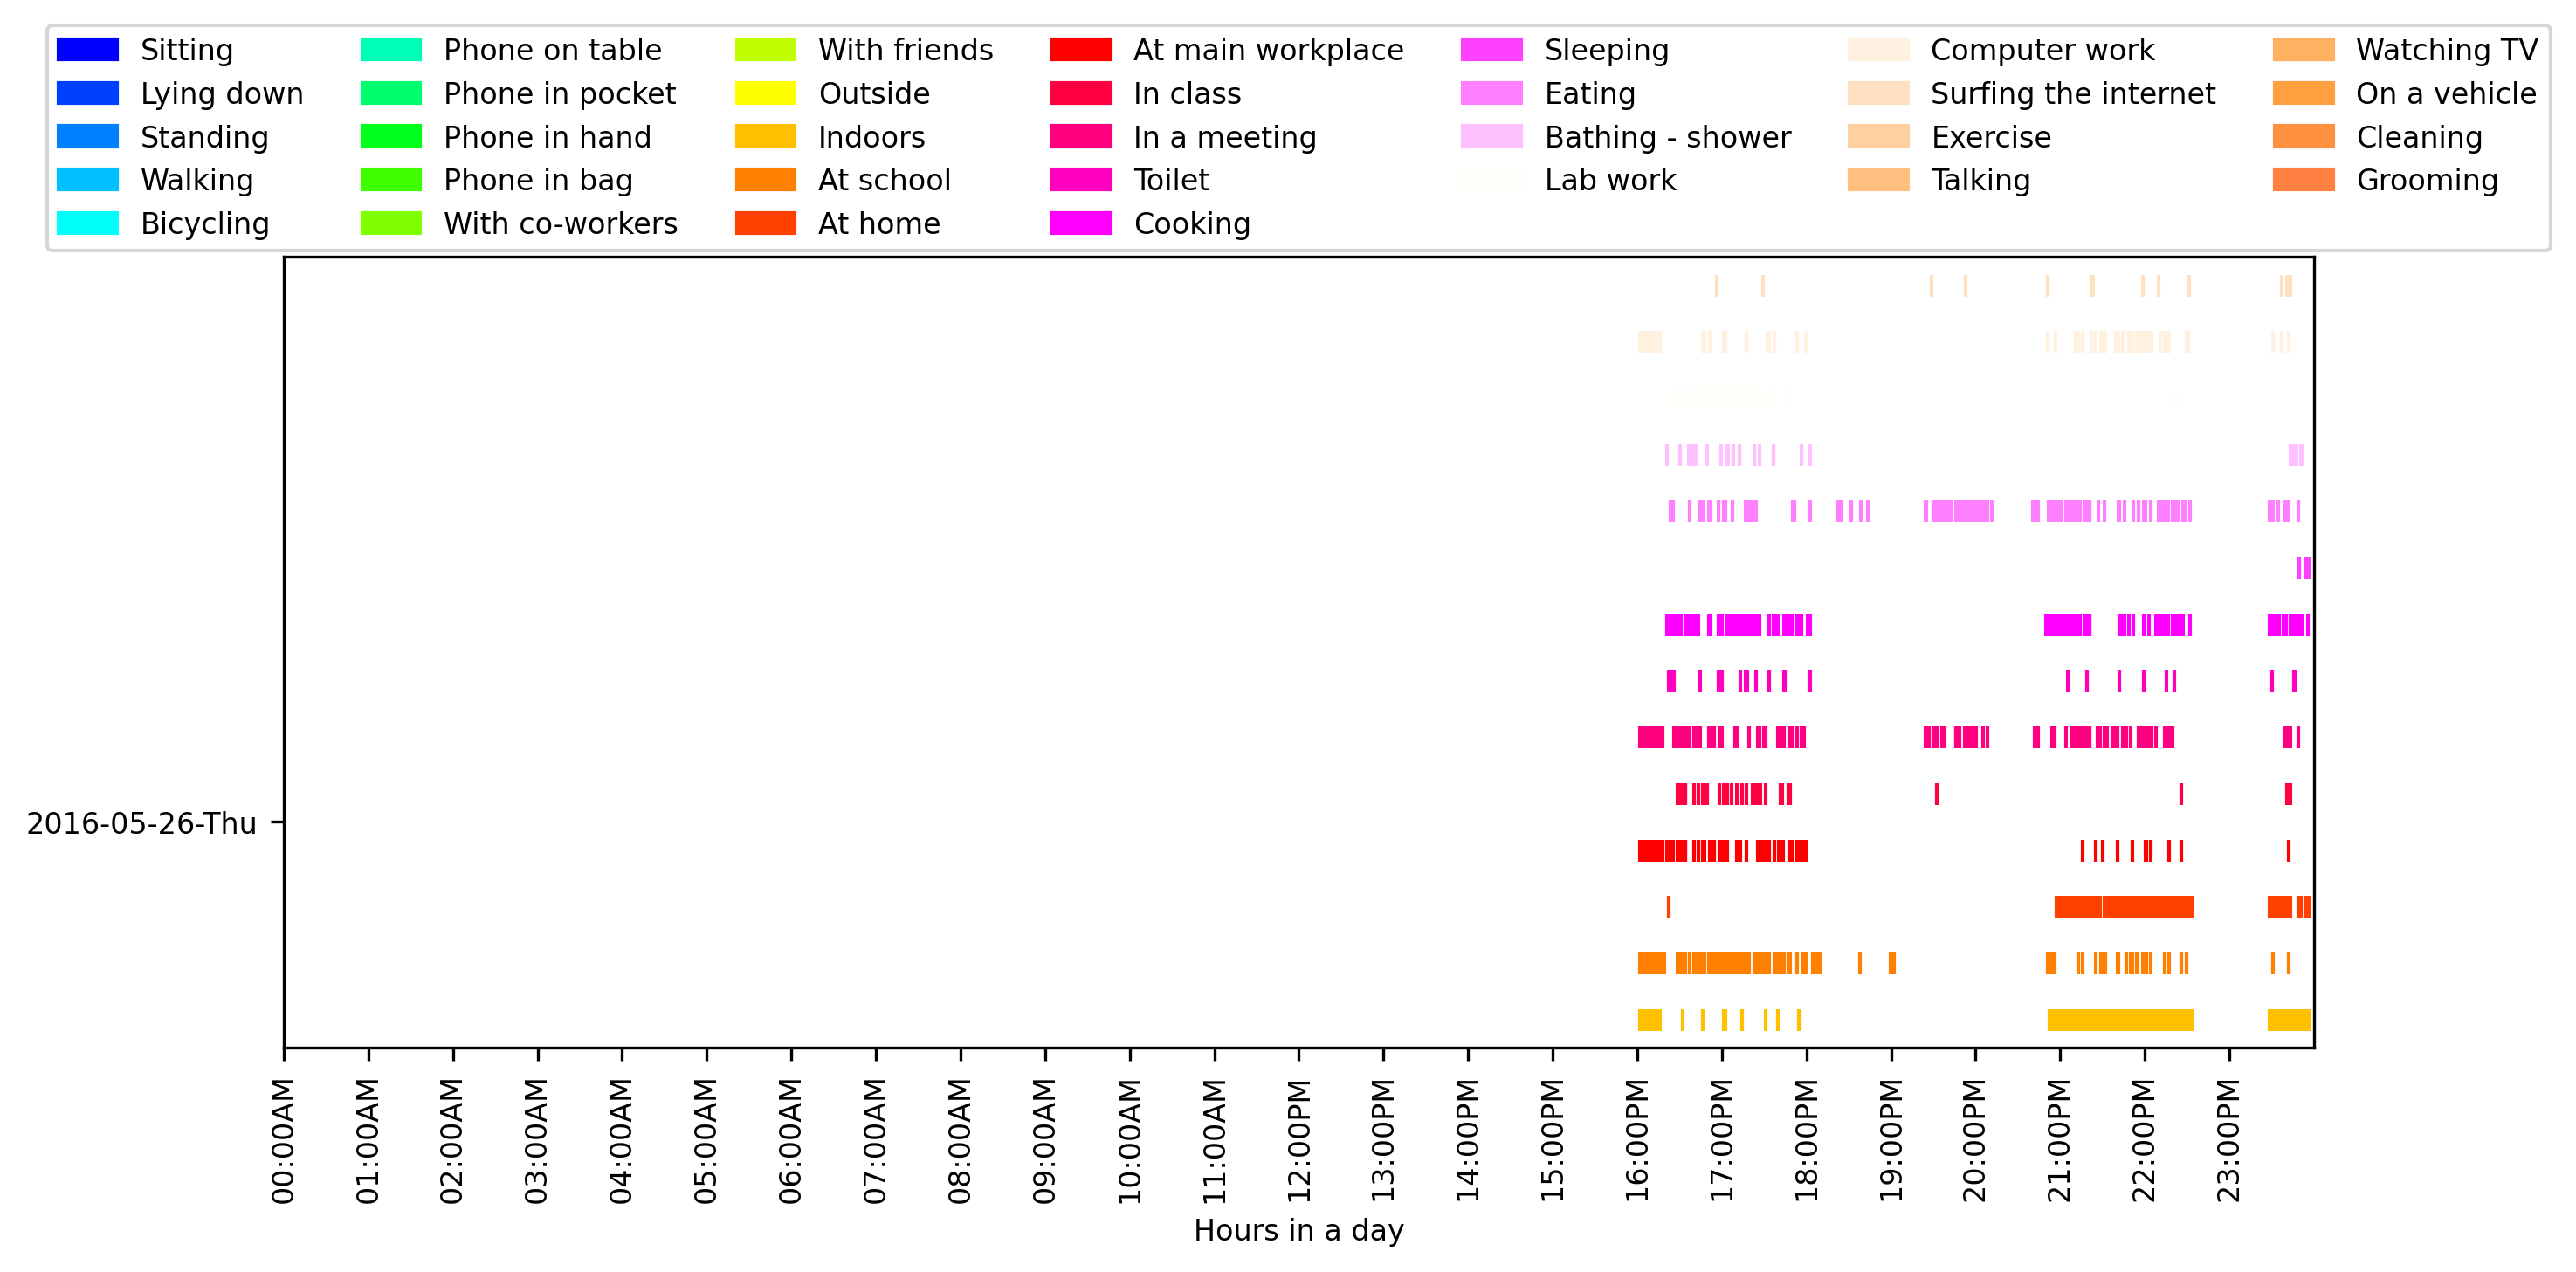 Sitting Phone on table With friends At main workplace Sleeping Computer work Watching TV
Lying down Phone in pocket Outside In class Eating Surfing the internet On a vehicle
Standing Phone in hand Indoors In a meeting Bathing - shower Exercise Cleaning
Walking Phone in bag At school Toilet Lab work Talking Grooming
Bicycling With co-workers At home Cooking
2016-05-26-Thu
00:00AM
01:00AM
02:00AM
03:00AM
04:00AM
05:00AM
06:00AM
07:00AM
08:00AM
09:00AM
10:00AM
11:00AM
12:00PM
13:00PM
14:00PM
15:00PM
16:00PM
17:00PM
18:00PM
19:00PM
20:00PM
21:00PM
22:00PM
23:00PM
Hours in a day